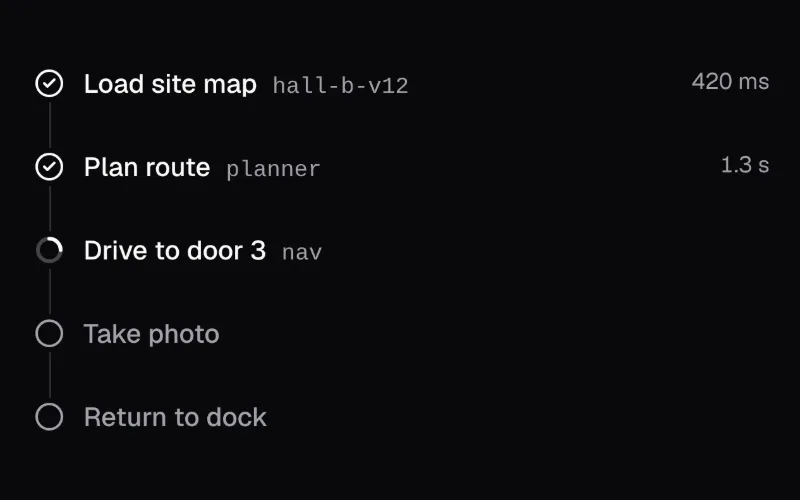 Load site map hall-b-v12 420 ms
Plan route planner 1.3 s
Drive to door 3 nav
Take photo
Return to dock